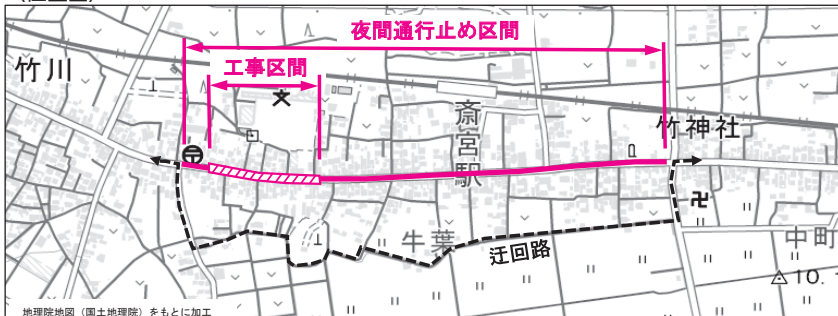 夜間通行止め区間
工事区間
竹川
斎宮駅
竹神社
牛葉
迂回路
中町
10.
地理院地図(国土地理院)をもとに加工